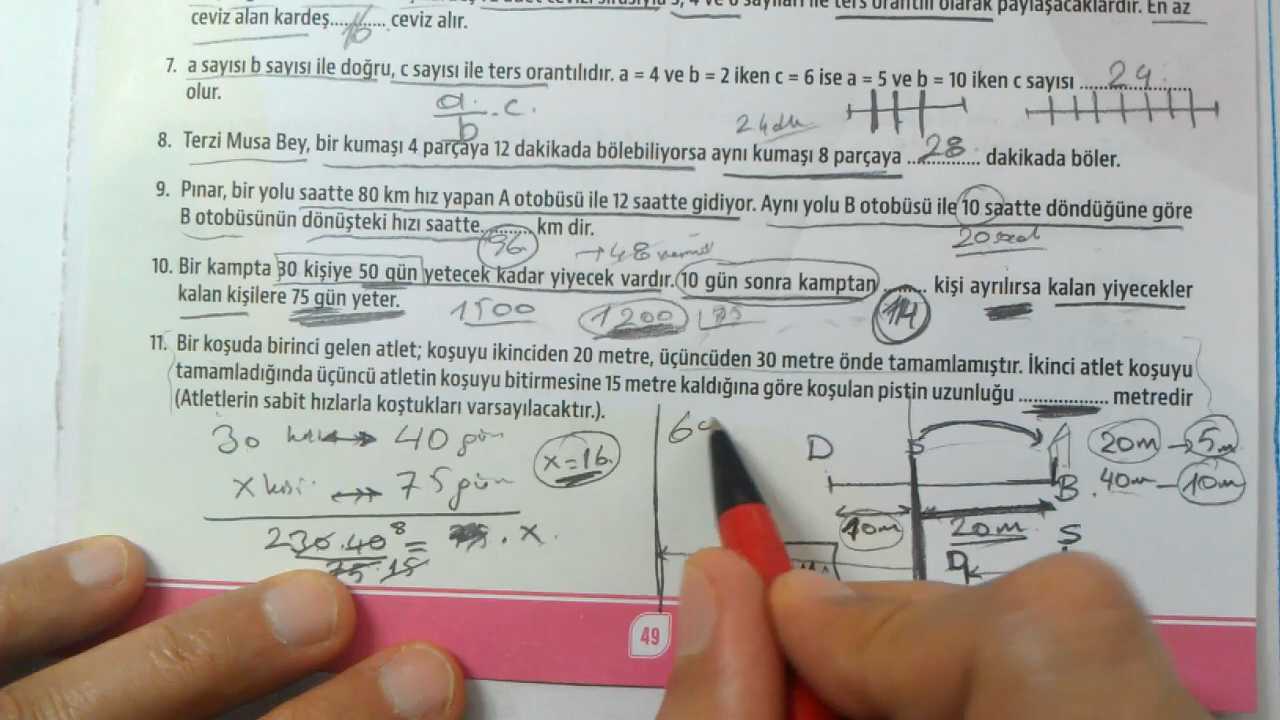 ceviz alan kardeş 16 ceviz alır.
7. a sayısı b sayısı ile doğru, c sayısı ile ters orantılıdır. a = 4 ve b = 2 iken c = 6 ise a = 5 ve b = 10 iken c sayısı 24
olur.
a . c
b
24 dk
8. Terzi Musa Bey, bir kumaşı 4 parçaya 12 dakikada bölebiliyorsa aynı kumaşı 8 parçaya 28 dakikada böler.
9. Pınar, bir yolu saatte 80 km hız yapan A otobüsü ile 12 saatte gidiyor. Aynı yolu B otobüsü ile 10 saatte döndüğüne göre
B otobüsünün dönüşteki hızı saatte 96 km dir.
10. Bir kampta 30 kişiye 50 gün yetecek kadar yiyecek vardır. 10 gün sonra kamptan 14 kişi ayrılırsa kalan yiyecekler
kalan kişilere 75 gün yeter.
1500 1200
11. Bir koşuda birinci gelen atlet; koşuyu ikinciden 20 metre, üçüncüden 30 metre önde tamamlamıştır. İkinci atlet koşuyu
tamamladığında üçüncü atletin koşuyu bitirmesine 15 metre kaldığına göre koşulan pistin uzunluğu .................. metredir
(Atletlerin sabit hızlarla koştukları varsayılacaktır.).
30 40 gün x=16 D B 20m → 5m
x kişi 75 gün 40m - 10m
10m 20m S
. x D
49